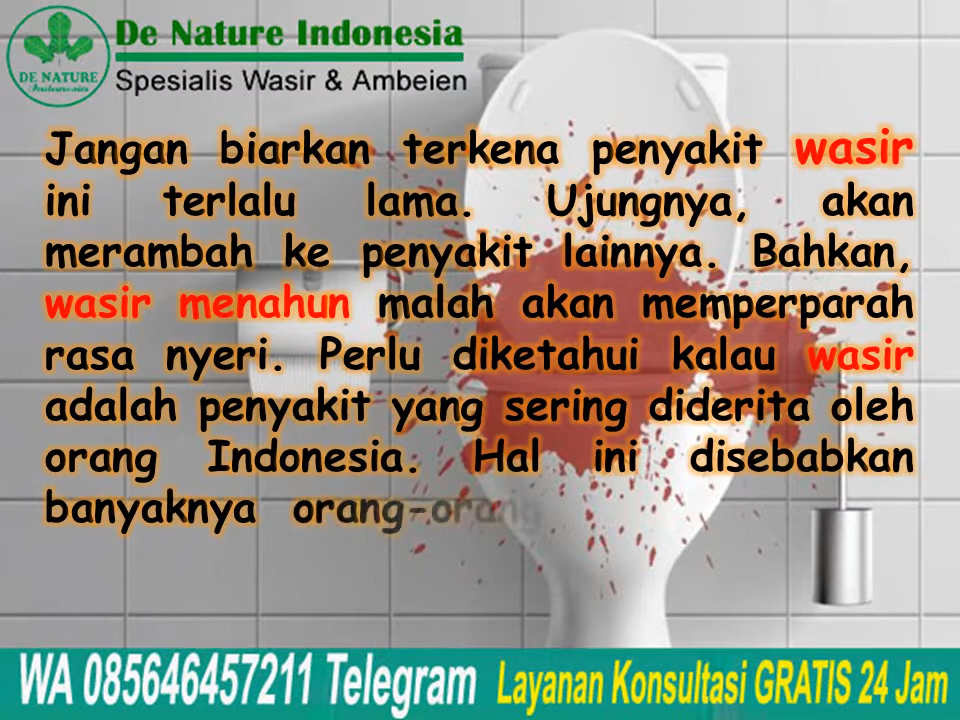 De Nature Indonesia
DE NATURE
Indonesia
Spesialis Wasir & Ambeien
Jangan biarkan terkena penyakit wasir
ini terlalu lama. Ujungnya, akan
merambah ke penyakit lainnya. Bahkan,
wasir menahun malah akan memperparah
rasa nyeri. Perlu diketahui kalau wasir
adalah penyakit yang sering diderita oleh
orang Indonesia. Hal ini disebabkan
banyaknya orang-orang
WA 085646457211 Telegram Layanan Konsultasi GRATIS 24 Jam